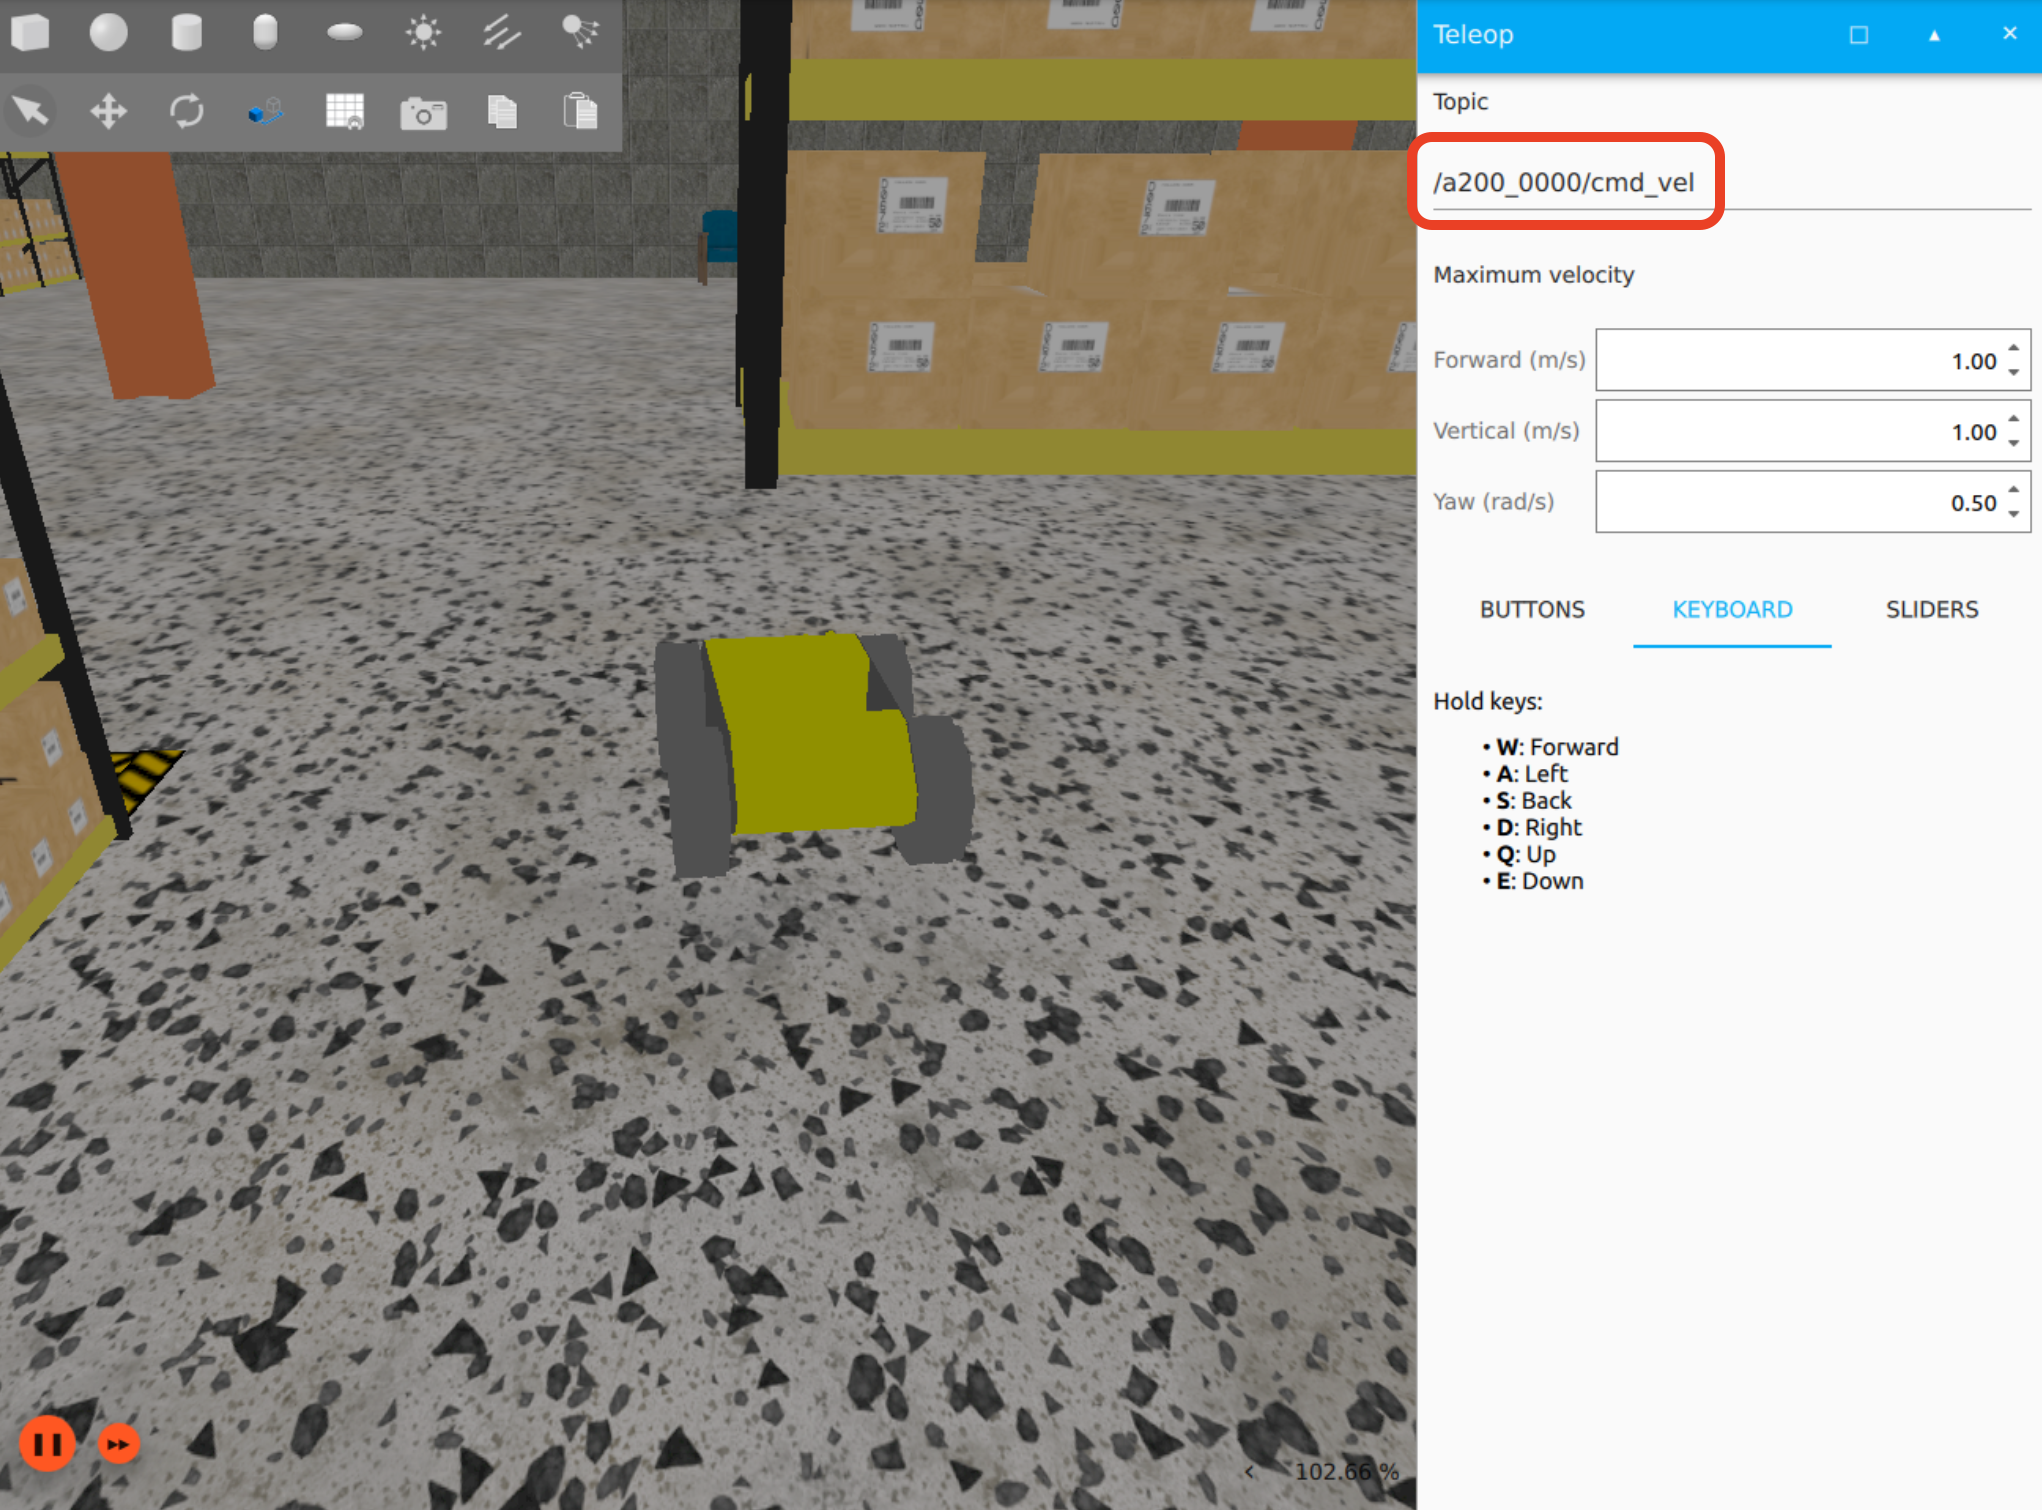 Teleop
Topic
/a200_0000/cmd_vel
Maximum velocity
Forward (m/s) 1.00
Vertical (m/s) 1.00
Yaw (rad/s) 0.50
BUTTONS KEYBOARD SLIDERS
Hold keys:
• W: Forward
• A: Left
• S: Back
• D: Right
• Q: Up
• E: Down
102.66 %